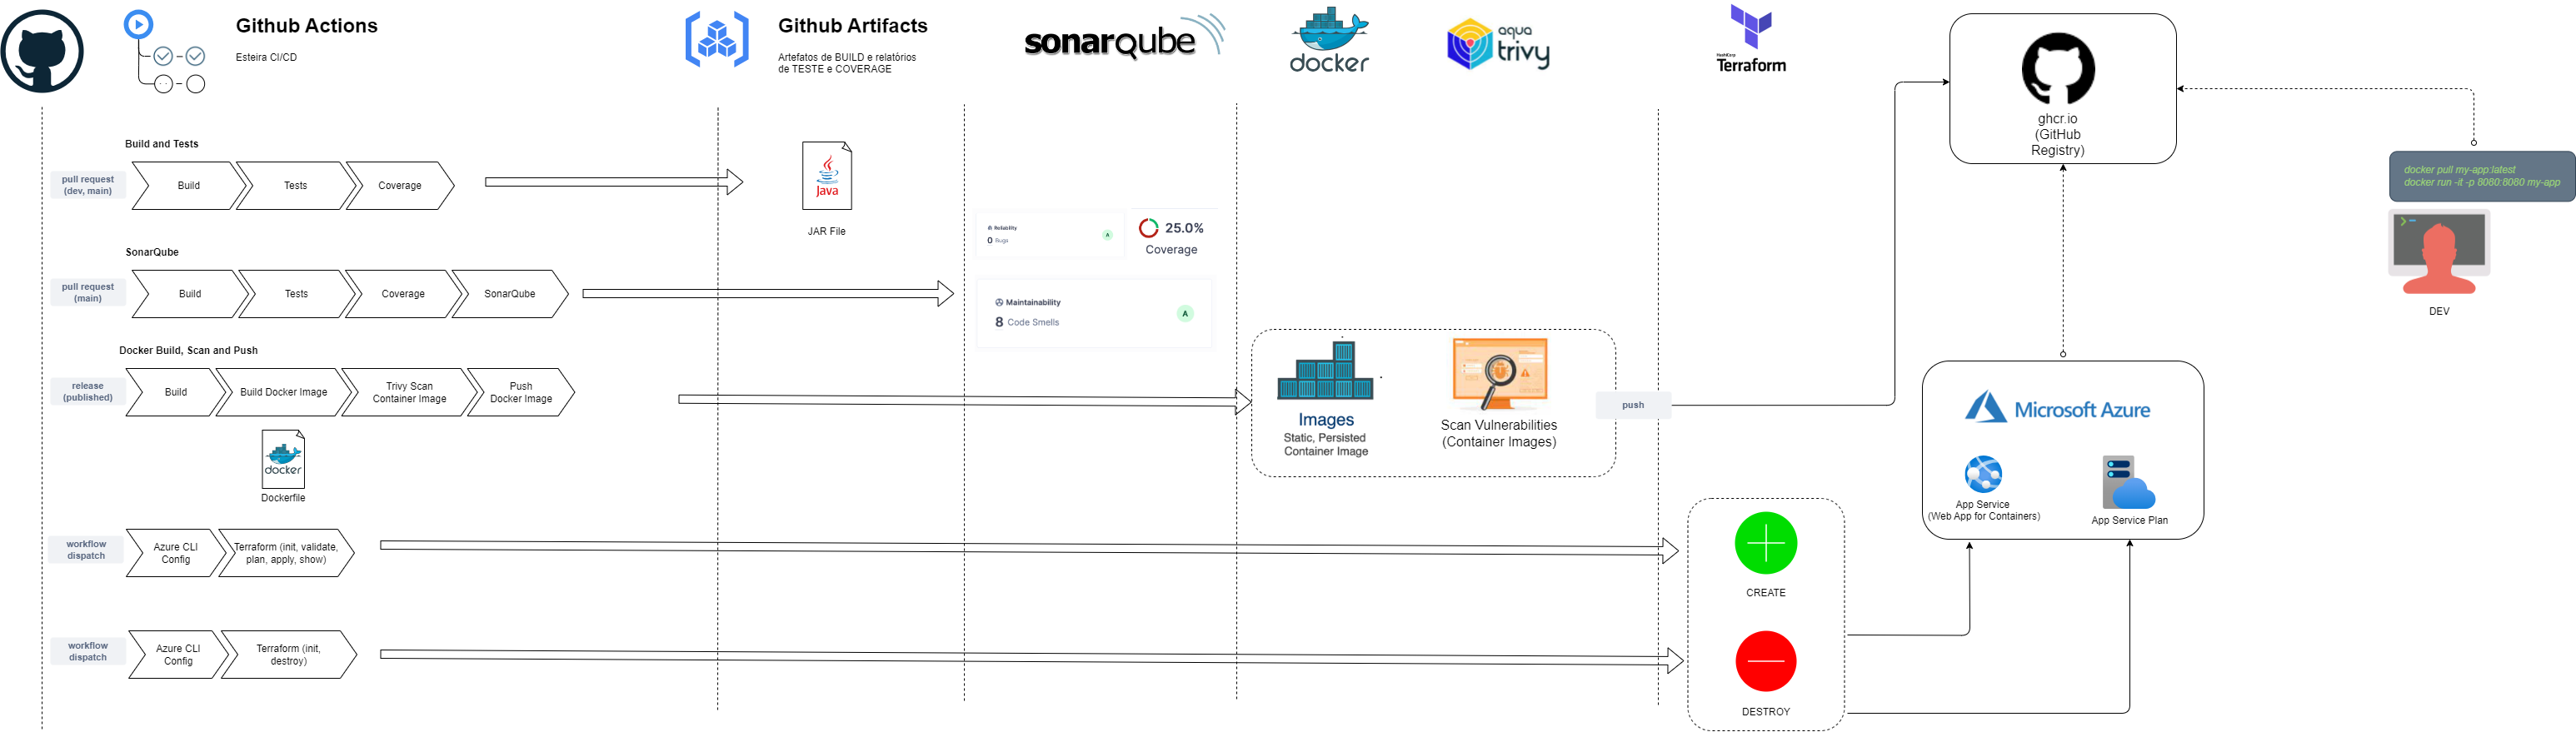 Github Actions
Esteira CI/CD
Github Artifacts
Artefatos de BUILD e relatórios
de TESTE e COVERAGE
sonarqube
docker
aqua
trivy
HashiCorp
Terraform
ghcr.io
(GitHub
Registry)
docker pull my-app:latest
docker run -it -p 8080:8080 my-app
DEV
Build and Tests
pull request
(dev, main)
Build
Tests
Coverage
Java
JAR File
Reliability
0 Bugs
A
25.0%
Coverage
SonarQube
pull request
(main)
Build
Tests
Coverage
SonarQube
Maintainability
8 Code Smells
A
Docker Build, Scan and Push
release
(published)
Build
Build Docker Image
Trivy Scan
Container Image
Push
Docker Image
docker
Dockerfile
Images
Static, Persisted
Container Image
Scan Vulnerabilities
(Container Images)
push
Microsoft Azure
App Service
(Web App for Containers)
App Service Plan
workflow
dispatch
Azure CLI
Config
Terraform (init, validate,
plan, apply, show)
CREATE
workflow
dispatch
Azure CLI
Config
Terraform (init,
destroy)
DESTROY